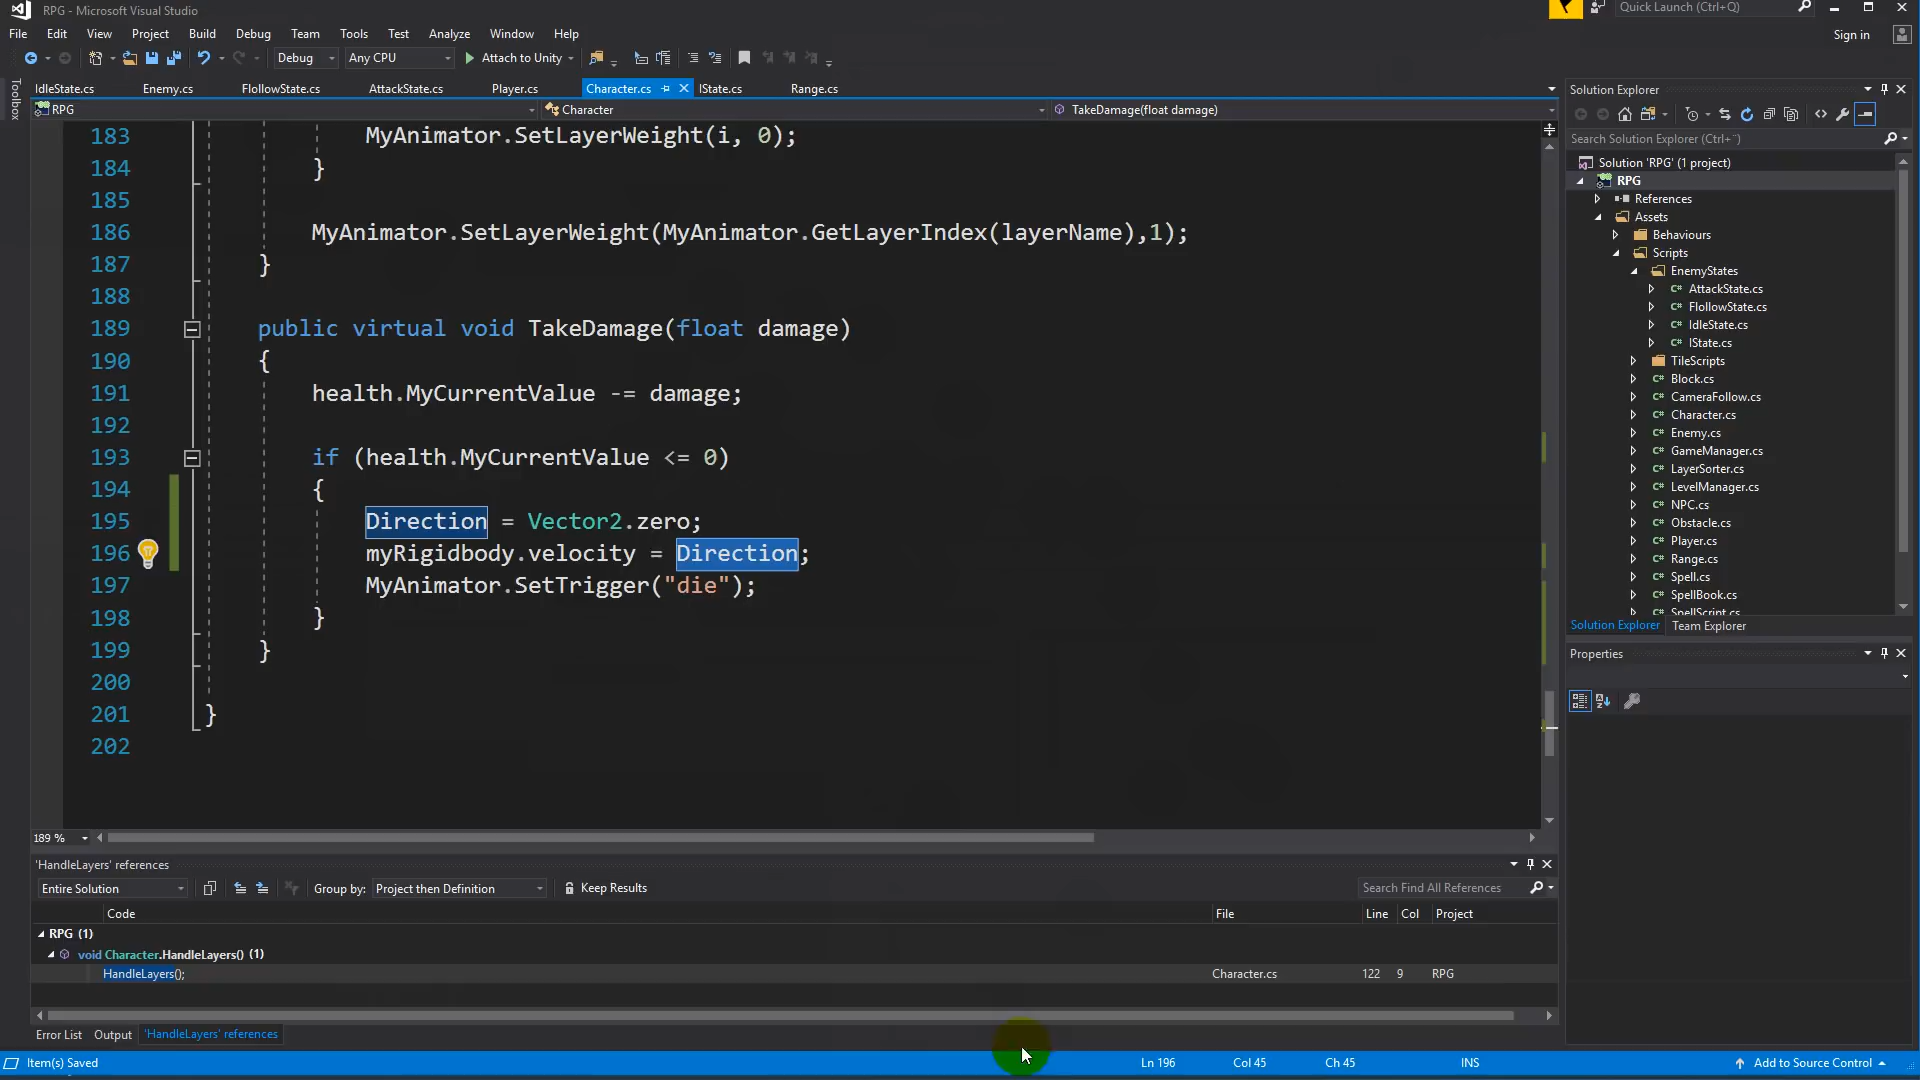 RPG - Microsoft Visual Studio
Quick Launch (Ctrl+Q)
File Edit View Project Build Debug Team Tools Test Analyze Window Help
Sign in
Debug Any CPU Attach to Unity
Toolbox
IdleState.cs Enemy.cs FlollowState.cs AttackState.cs Player.cs Character.cs IState.cs Range.cs
RPG Character TakeDamage(float damage)
183 MyAnimator.SetLayerWeight(i, 0);
184 }
185
186 MyAnimator.SetLayerWeight(MyAnimator.GetLayerIndex(layerName),1);
187 }
188
189 public virtual void TakeDamage(float damage)
190 {
191 health.MyCurrentValue -= damage;
192
193 if (health.MyCurrentValue <= 0)
194 {
195 Direction = Vector2.zero;
196 myRigidbody.velocity = Direction;
197 MyAnimator.SetTrigger("die");
198 }
199 }
200
201 }
202
189 %
'HandleLayers' references
Entire Solution Group by: Project then Definition Keep Results Search Find All References
Code File Line Col Project
RPG (1)
void Character.HandleLayers() (1)
HandleLayers(); Character.cs 122 9 RPG
Error List Output 'HandleLayers' references
Item(s) Saved Ln 196 Col 45 Ch 45 INS Add to Source Control
Solution Explorer
Search Solution Explorer (Ctrl+¨)
Solution 'RPG' (1 project)
RPG
References
Assets
Behaviours
Scripts
EnemyStates
AttackState.cs
FlollowState.cs
IdleState.cs
IState.cs
TileScripts
Block.cs
CameraFollow.cs
Character.cs
Enemy.cs
GameManager.cs
LayerSorter.cs
LevelManager.cs
NPC.cs
Obstacle.cs
Player.cs
Range.cs
Spell.cs
SpellBook.cs
SpellScript.cs
Solution Explorer Team Explorer
Properties